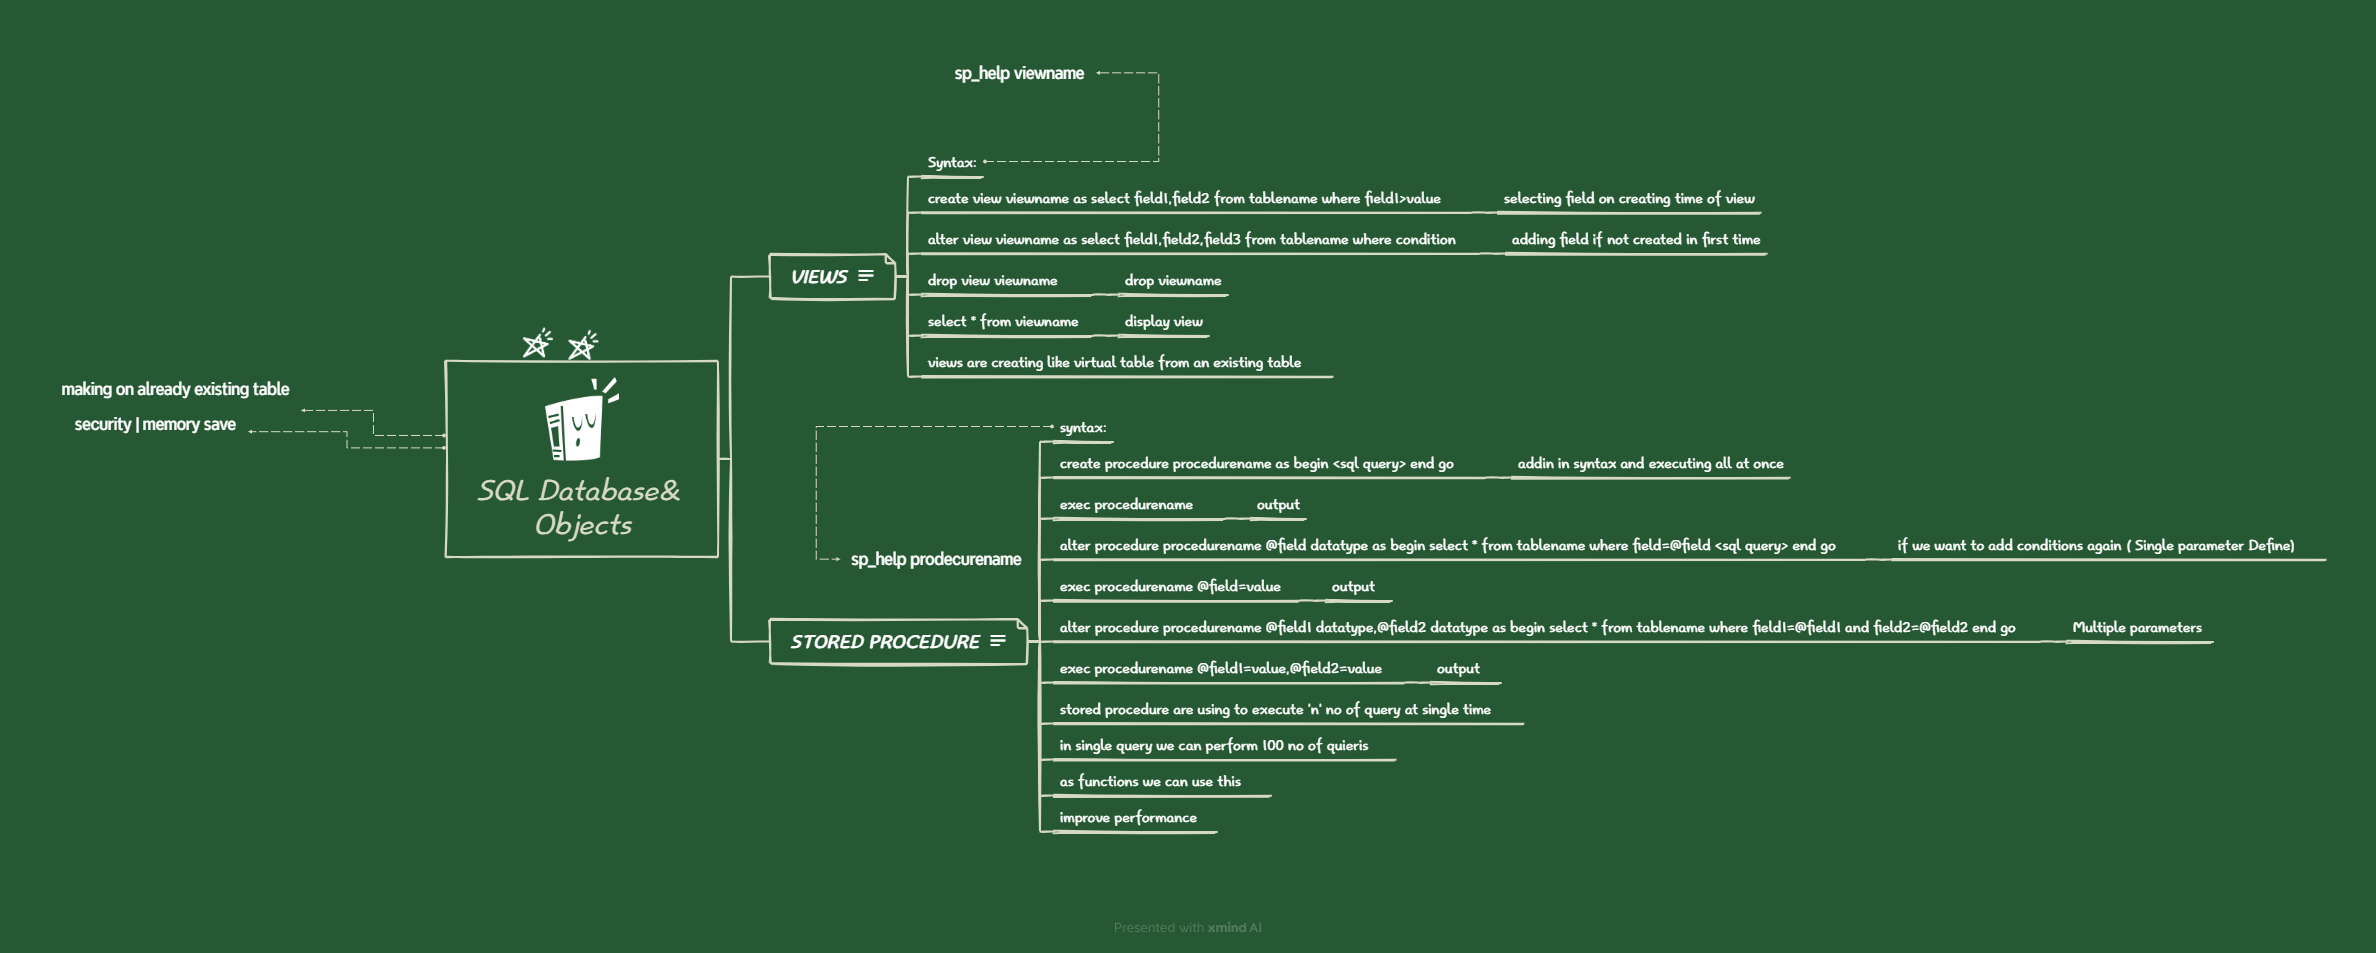 sp_help viewname
Syntax:
create view viewname as select field1,field2 from tablename where field1>value
selecting field on creating time of view
alter view viewname as select field1,field2,field3 from tablename where condition
adding field if not created in first time
VIEWS
drop view viewname
drop viewname
select * from viewname
display view
views are creating like virtual table from an existing table
making on already existing table
security | memory save
SQL Database&
Objects
syntax:
create procedure procedurename as begin <sql query> end go
addin in syntax and executing all at once
exec procedurename
output
alter procedure procedurename @field datatype as begin select * from tablename where field=@field <sql query> end go
if we want to add conditions again ( Single parameter Define)
sp_help prodecurename
exec procedurename @field=value
output
STORED PROCEDURE
alter procedure procedurename @field1 datatype,@field2 datatype as begin select * from tablename where field1=@field1 and field2=@field2 end go
Multiple parameters
exec procedurename @field1=value,@field2=value
output
stored procedure are using to execute 'n' no of query at single time
in single query we can perform 100 no of quieris
as functions we can use this
improve performance
Presented with xmind AI